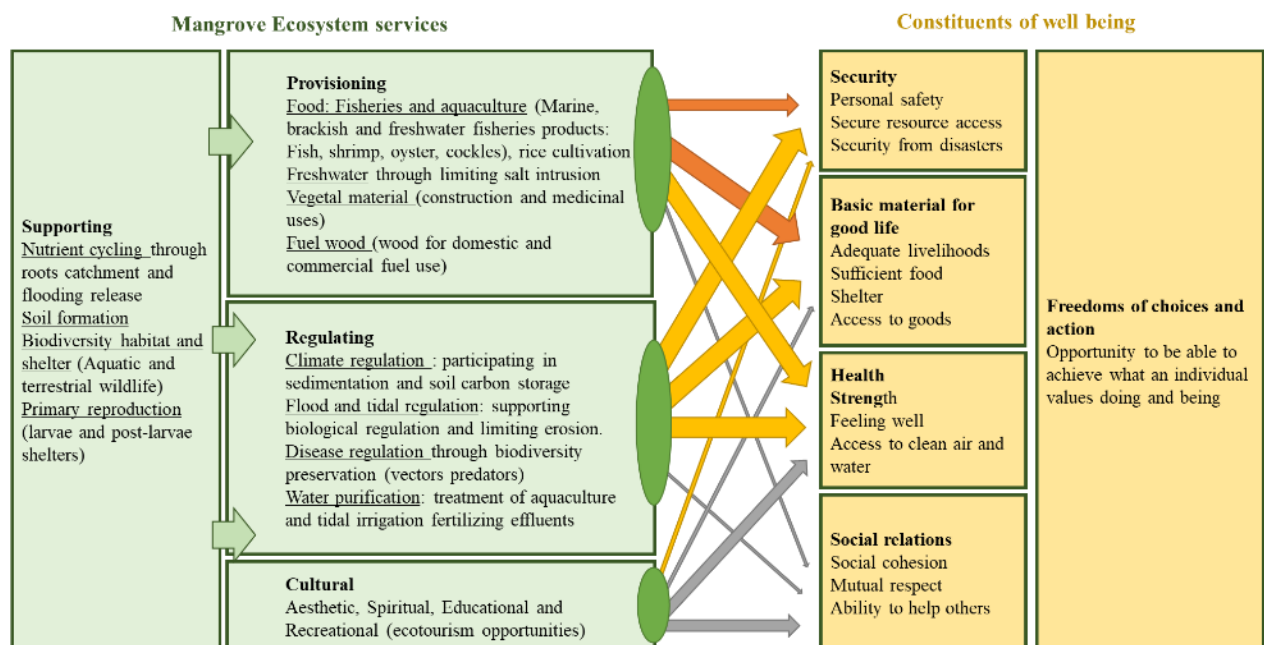 Mangrove Ecosystem services
Constituents of well being
Supporting
Nutrient cycling through
roots catchment and
flooding release
Soil formation
Biodiversity habitat and
shelter (Aquatic and
terrestrial wildlife)
Primary reproduction
(larvae and post-larvae
shelters)
Provisioning
Food: Fisheries and aquaculture (Marine,
brackish and freshwater fisheries products:
Fish, shrimp, oyster, cockles), rice cultivation
Freshwater through limiting salt intrusion
Vegetal material (construction and medicinal
uses)
Fuel wood (wood for domestic and
commercial fuel use)
Regulating
Climate regulation : participating in
sedimentation and soil carbon storage
Flood and tidal regulation: supporting
biological regulation and limiting erosion.
Disease regulation through biodiversity
preservation (vectors predators)
Water purification: treatment of aquaculture
and tidal irrigation fertilizing effluents
Cultural
Aesthetic, Spiritual, Educational and
Recreational (ecotourism opportunities)
Security
Personal safety
Secure resource access
Security from disasters
Basic material for
good life
Adequate livelihoods
Sufficient food
Shelter
Access to goods
Health
Strength
Feeling well
Access to clean air and
water
Social relations
Social cohesion
Mutual respect
Ability to help others
Freedoms of choices and
action
Opportunity to be able to
achieve what an individual
values doing and being